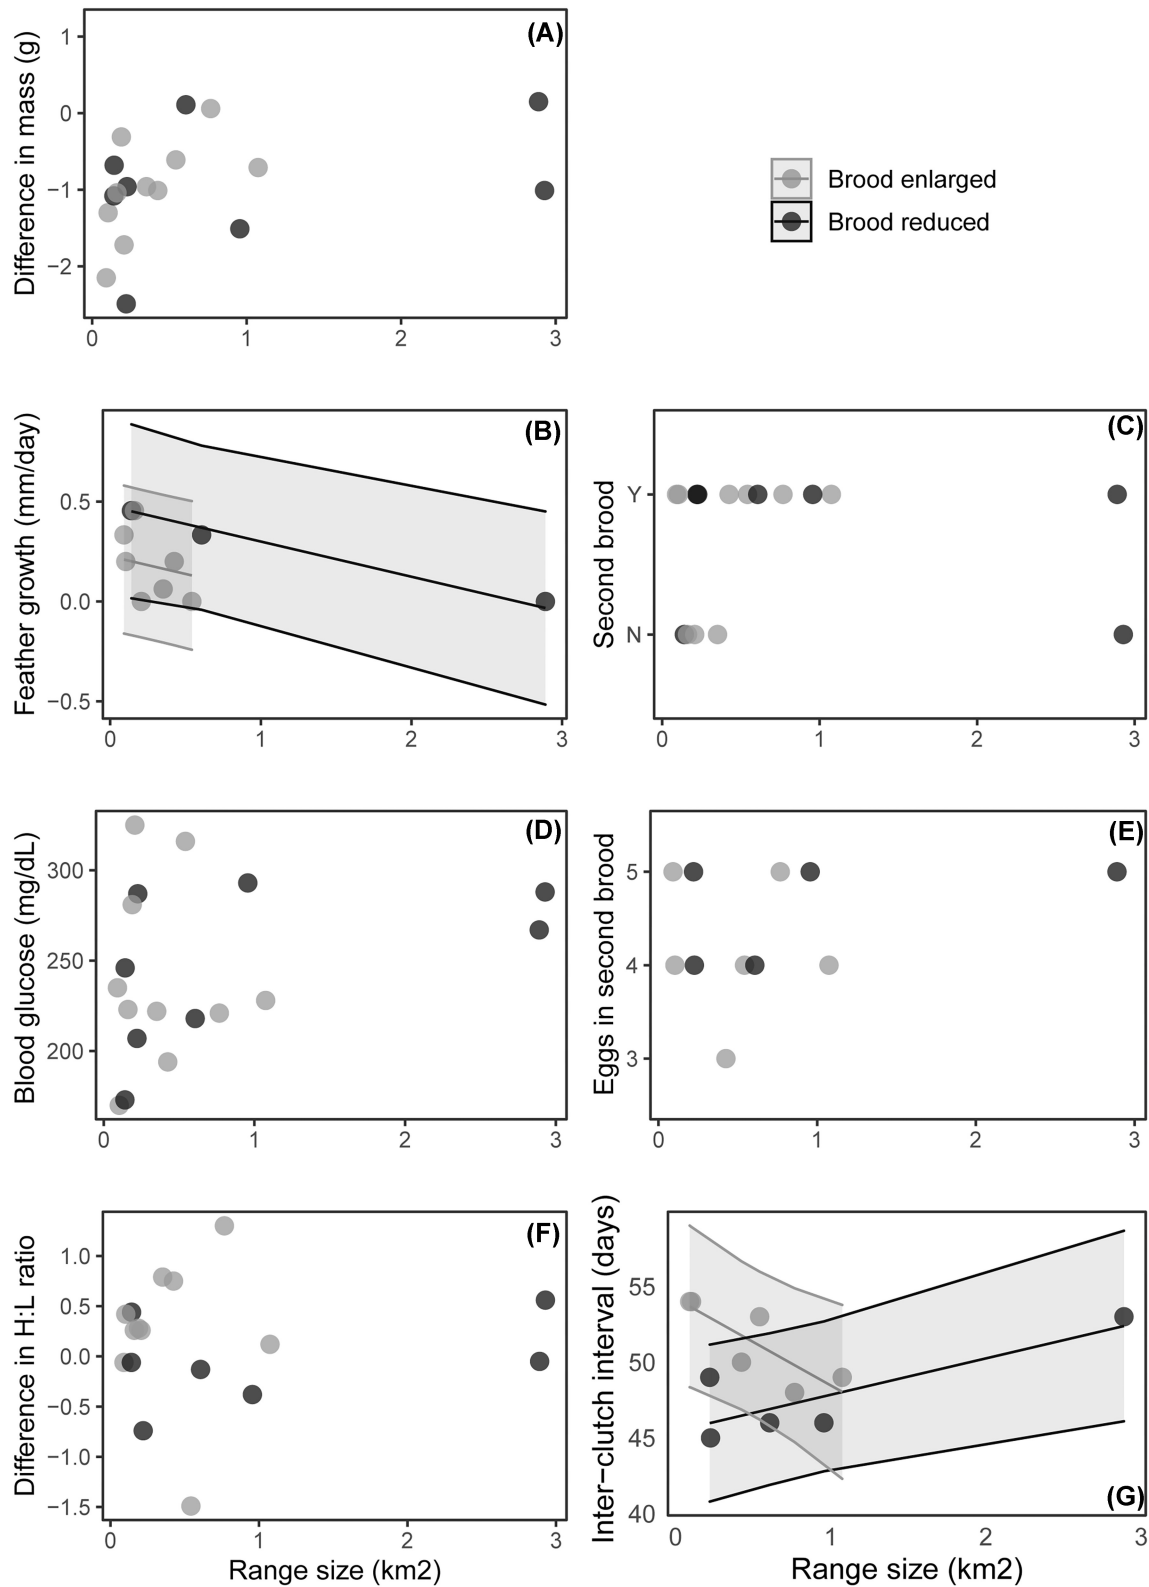 (A)
Difference in mass (g)
1
0
−1
−2
0 1 2 3
Brood enlarged
Brood reduced
(B)
Feather growth (mm/day)
0.5
0.0
−0.5
0 1 2 3
(C)
Second brood
Y
N
0 1 2 3
(D)
Blood glucose (mg/dL)
300
250
200
0 1 2 3
(E)
Eggs in second brood
5
4
3
0 1 2 3
(F)
Difference in H:L ratio
1.0
0.5
0.0
−0.5
−1.0
−1.5
0 1 2 3
Range size (km2)
(G)
Inter−clutch interval (days)
55
50
45
40
0 1 2 3
Range size (km2)